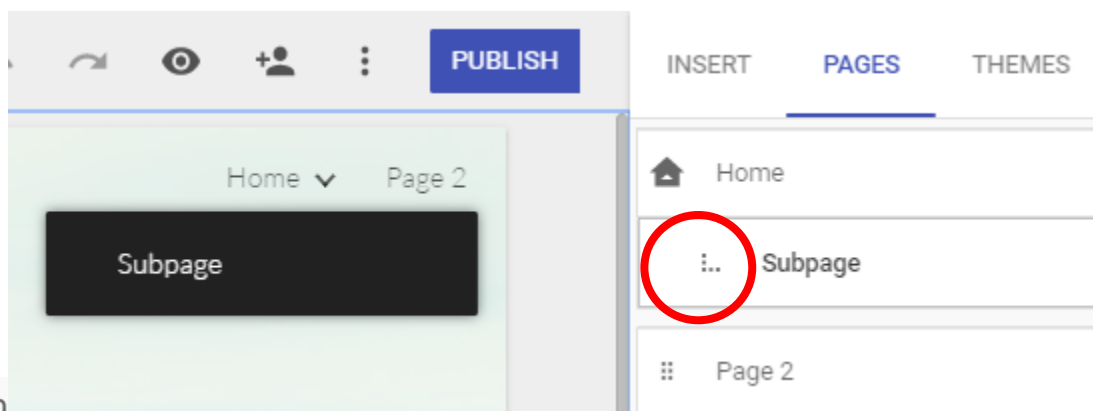 PUBLISH
INSERT PAGES THEMES
Home Page 2
Subpage
Home
Subpage
Page 2